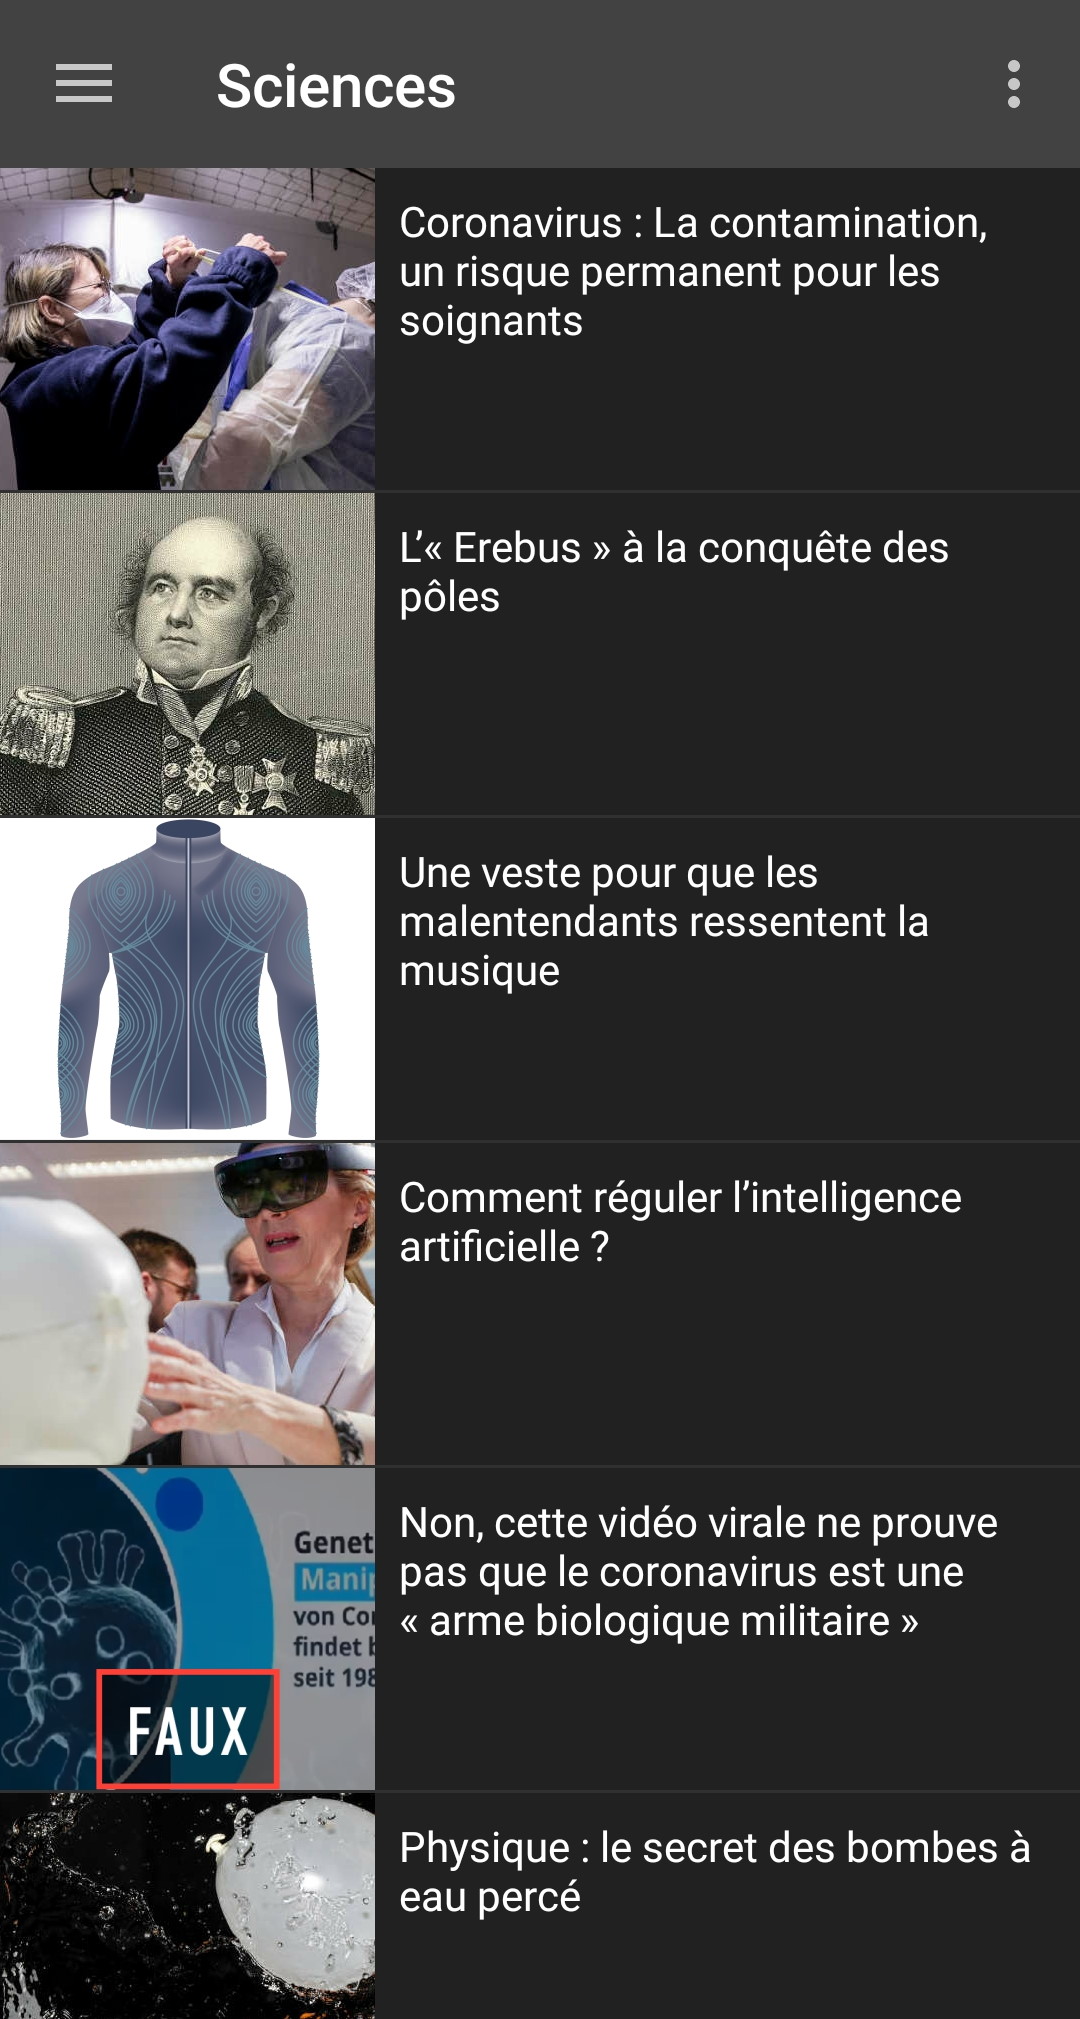 Sciences
Coronavirus : La contamination,
un risque permanent pour les
soignants
L’« Erebus » à la conquête des
pôles
Une veste pour que les
malentendants ressentent la
musique
Comment réguler l’intelligence
artificielle ?
Non, cette vidéo virale ne prouve
pas que le coronavirus est une
« arme biologique militaire »
Genet
Manip
von Cor
findet b
seit 198
FAUX
Physique : le secret des bombes à
eau percé